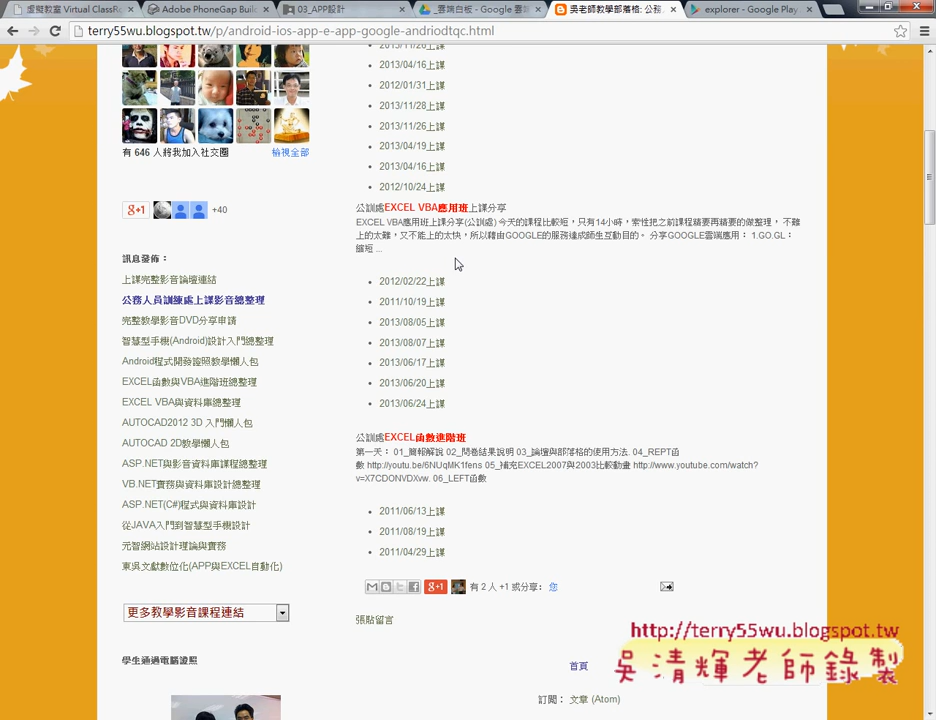 虛擬教室 Virtual ClassRo
Adobe PhoneGap Build
03_APP設計
_雲端白板 - Google 雲端
吳老師教學部落格: 公務
explorer - Google Play
terry55wu.blogspot.tw/p/android-ios-app-e-app-google-andriodtqc.html
有 646 人將我加入社交圈
檢視全部
g+1
+40
訊息發佈：
上課完整影音論壇連結
公務人員訓練處上課影音總整理
完整教學影音DVD分享申請
智慧型手機(Android)設計入門總整理
Android程式開發證照教學懶人包
EXCEL函數與VBA進階班總整理
EXCEL VBA與資料庫總整理
AUTOCAD2012 3D 入門懶人包
AUTOCAD 2D教學懶人包
ASP.NET與影音資料庫課程總整理
VB.NET實務與資料庫設計總整理
ASP.NET(C#)程式與資料庫設計
從JAVA入門到智慧型手機設計
元智網站設計理論與實務
東吳文獻數位化(APP與EXCEL自動化)
更多教學影音課程連結
學生通過電腦證照
2013/04/16上課
2012/01/31上課
2013/11/28上課
2013/11/26上課
2013/04/19上課
2013/04/16上課
2012/10/24上課
公訓處EXCEL VBA應用班上課分享
EXCEL VBA應用班上課分享(公訓處) 今天的課程比較短，只有14小時，索性把之前課程精要再精要的做整理， 不難
上的太難，又不能上的太快，所以藉由GOOGLE的服務達成師生互動目的。 分享GOOGLE雲端應用： 1.GO.GL：
縮短 ...
2012/02/22上課
2011/10/19上課
2013/08/05上課
2013/08/07上課
2013/06/17上課
2013/06/20上課
2013/06/24上課
公訓處EXCEL函數進階班
第一天： 01_簡報解說 02_問卷結果說明 03_論壇與部落格的使用方法. 04_REPT函
數 http://youtu.be/6NUqMK1fens 05_補充EXCEL2007與2003比較動畫 http://www.youtube.com/watch?
v=X7CDONVDXvw. 06_LEFT函數
2011/06/13上課
2011/08/19上課
2011/04/29上課
g+1 有 2 人 +1 或分享： 您
張貼留言
首頁
訂閱： 文章 (Atom)
http://terry55wu.blogspot.tw
吳清輝老師錄製